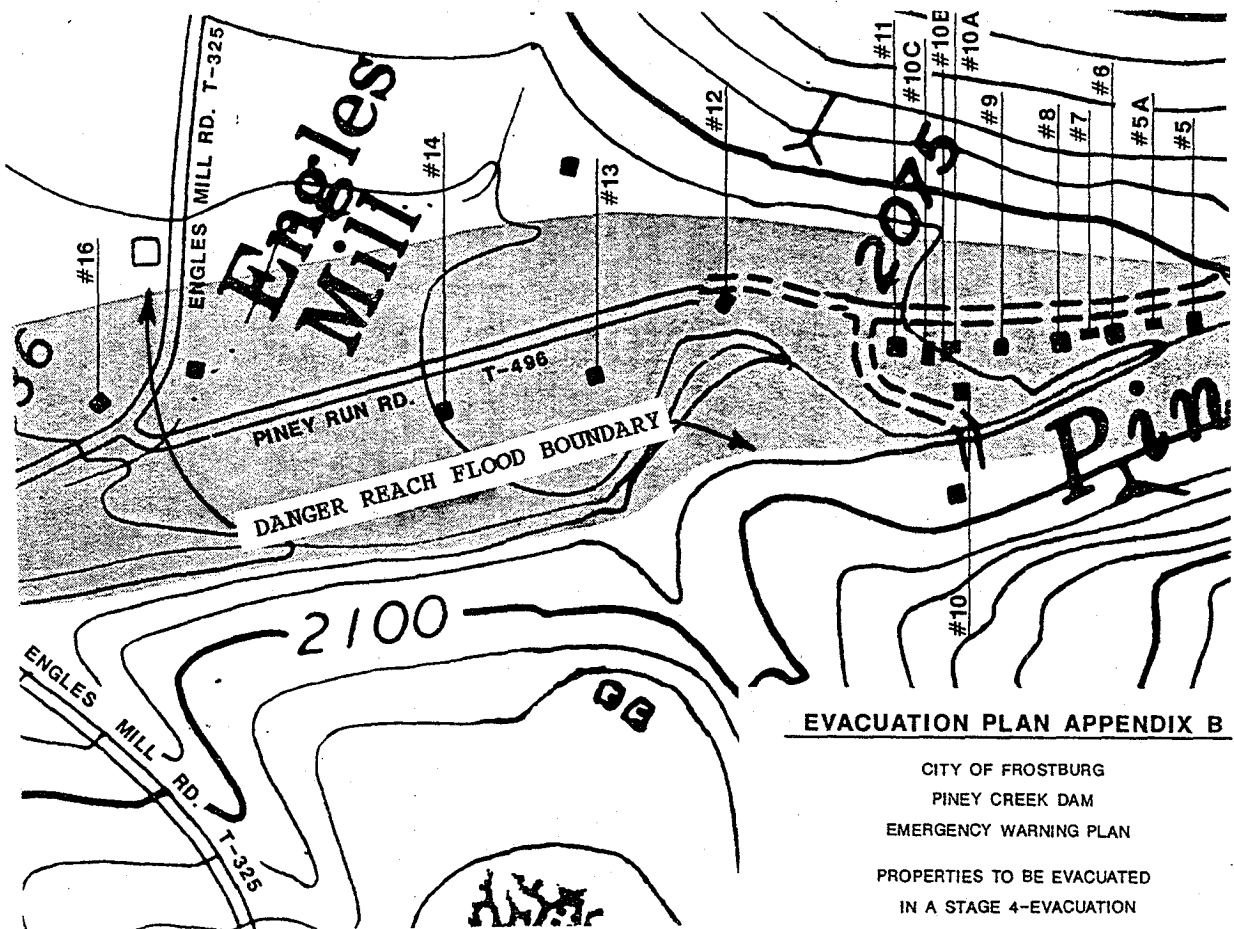 #11
#10C
#10B
#10A
#9
#8
#7
#6
#5A
#5
#12
#13
#14
#16
ENGLES MILL RD. T-325
Engles
Mill
2045
PINEY RUN RD.
T-496
DANGER REACH FLOOD BOUNDARY
Pin
#10
2100
ENGLES MILL RD. T-325
EVACUATION PLAN APPENDIX B
CITY OF FROSTBURG
PINEY CREEK DAM
EMERGENCY WARNING PLAN
PROPERTIES TO BE EVACUATED
IN A STAGE 4-EVACUATION